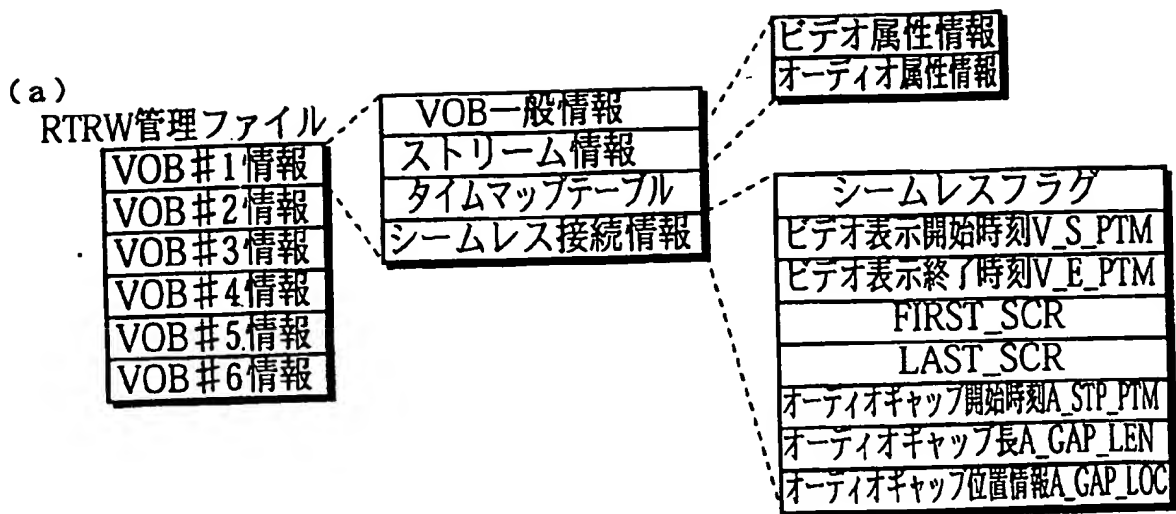 (a)
RTRW管理ファイル
VOB#1情報
VOB#2情報
VOB#3情報
VOB#4情報
VOB#5情報
VOB#6情報
VOB一般情報
ストリーム情報
タイムマップテーブル
シームレス接続情報
ビデオ属性情報
オーディオ属性情報
シームレスフラグ
ビデオ表示開始時刻V_S_PTM
ビデオ表示終了時刻V_E_PTM
FIRST_SCR
LAST_SCR
オーディオギャップ開始時刻A_STP_PTM
オーディオギャップ長A_GAP_LEN
オーディオギャップ位置情報A_GAP_LOC